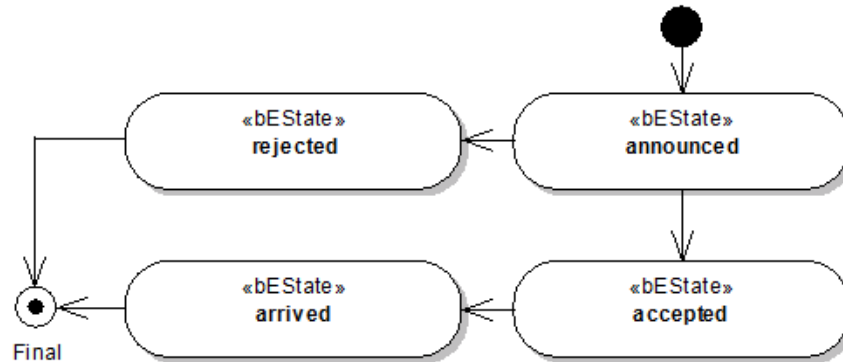 «bEState»
rejected
«bEState»
announced
«bEState»
arrived
«bEState»
accepted
Final